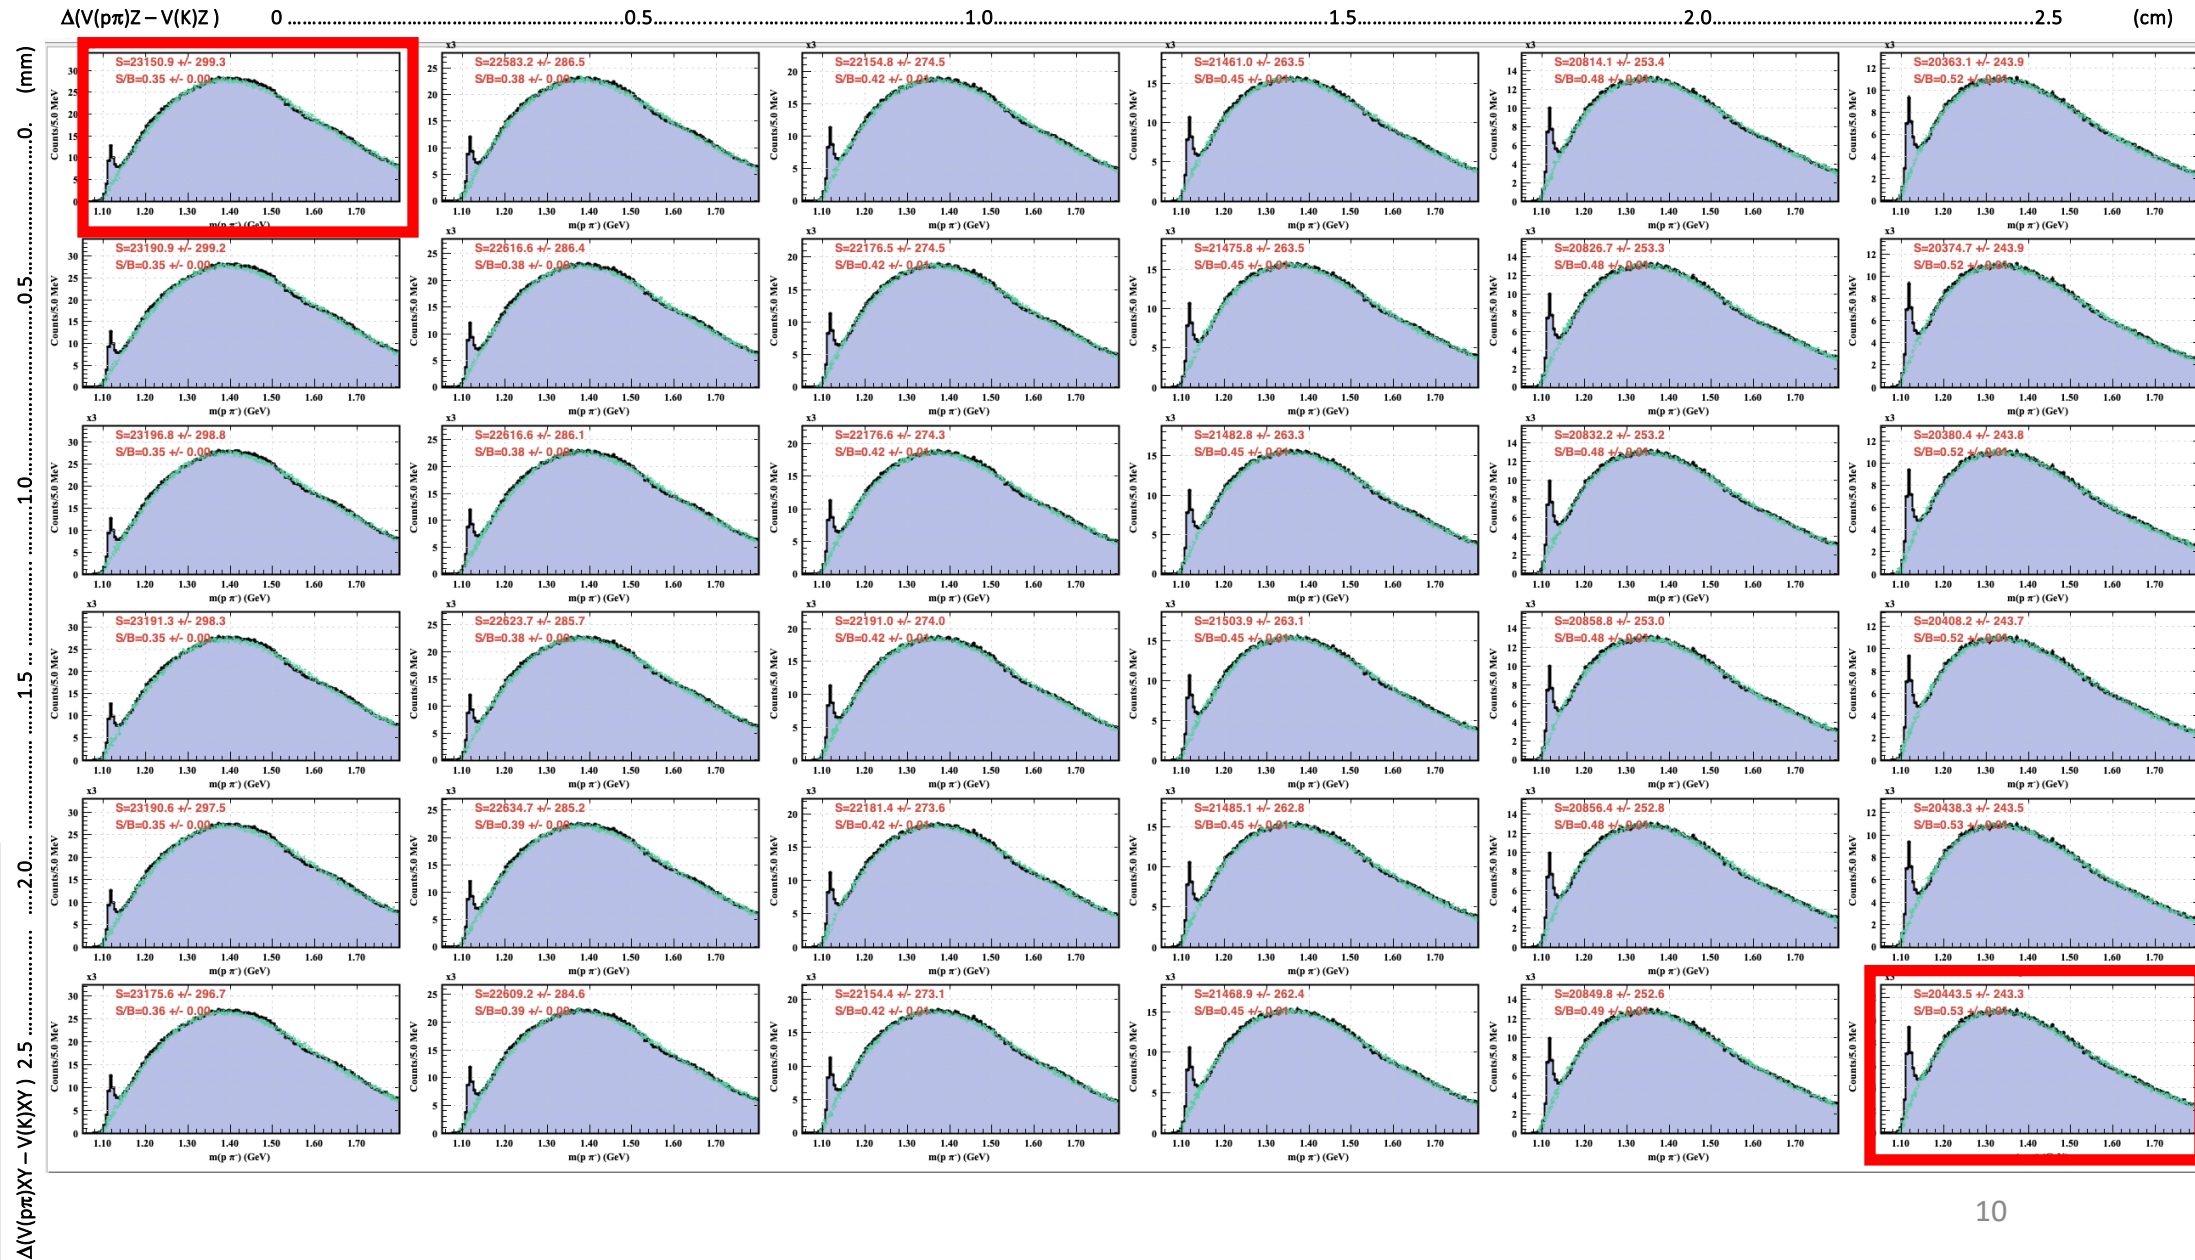 Δ(V(pπ)Z – V(K)Z ) 0 ........0.5........1.0........1.5........2.0........2.5 (cm)
Δ(V(pπ)XY – V(K)XY ) 2.5 ........2.0........1.5........1.0........0.5........0. (mm)
S=23150.9 +/- 299.3
S/B=0.35 +/- 0.00
S=22583.2 +/- 286.5
S/B=0.38 +/- 0.00
S=22154.8 +/- 274.5
S/B=0.42 +/- 0.01
S=21461.0 +/- 263.5
S/B=0.45 +/- 0.01
S=20814.1 +/- 253.4
S/B=0.48 +/- 0.01
S=20363.1 +/- 243.9
S/B=0.52 +/- 0.01
S=23190.9 +/- 299.2
S/B=0.35 +/- 0.00
S=22616.6 +/- 286.4
S/B=0.38 +/- 0.00
S=22176.5 +/- 274.5
S/B=0.42 +/- 0.01
S=21475.8 +/- 263.5
S/B=0.45 +/- 0.01
S=20826.7 +/- 253.3
S/B=0.48 +/- 0.01
S=20374.7 +/- 243.9
S/B=0.52 +/- 0.01
S=23196.8 +/- 298.8
S/B=0.35 +/- 0.00
S=22616.6 +/- 286.1
S/B=0.38 +/- 0.00
S=22176.6 +/- 274.3
S/B=0.42 +/- 0.01
S=21482.8 +/- 263.3
S/B=0.45 +/- 0.01
S=20832.2 +/- 253.2
S/B=0.48 +/- 0.01
S=20380.4 +/- 243.8
S/B=0.52 +/- 0.01
S=23191.3 +/- 298.3
S/B=0.35 +/- 0.00
S=22623.7 +/- 285.7
S/B=0.38 +/- 0.00
S=22191.0 +/- 274.0
S/B=0.42 +/- 0.01
S=21503.9 +/- 263.1
S/B=0.45 +/- 0.01
S=20858.8 +/- 253.0
S/B=0.48 +/- 0.01
S=20408.2 +/- 243.7
S/B=0.52 +/- 0.01
S=23190.6 +/- 297.5
S/B=0.35 +/- 0.00
S=22634.7 +/- 285.2
S/B=0.39 +/- 0.00
S=22181.4 +/- 273.6
S/B=0.42 +/- 0.01
S=21485.1 +/- 262.8
S/B=0.45 +/- 0.01
S=20856.4 +/- 252.8
S/B=0.48 +/- 0.01
S=20438.3 +/- 243.5
S/B=0.53 +/- 0.01
S=23175.6 +/- 296.7
S/B=0.36 +/- 0.00
S=22609.2 +/- 284.6
S/B=0.39 +/- 0.00
S=22154.4 +/- 273.1
S/B=0.42 +/- 0.01
S=21468.9 +/- 262.4
S/B=0.45 +/- 0.01
S=20849.8 +/- 252.6
S/B=0.49 +/- 0.01
S=20443.5 +/- 243.3
S/B=0.53 +/- 0.01
Counts/5.0 MeV
1.10 1.20 1.30 1.40 1.50 1.60 1.70
m(p π⁻) (GeV)
x3
10